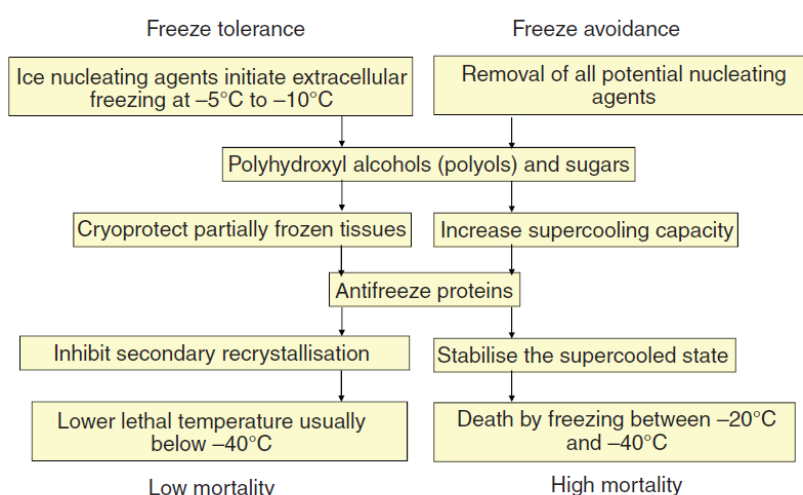 Freeze tolerance
Freeze avoidance
Ice nucleating agents initiate extracellular
freezing at –5°C to –10°C
Removal of all potential nucleating
agents
Polyhydroxyl alcohols (polyols) and sugars
Cryoprotect partially frozen tissues
Increase supercooling capacity
Antifreeze proteins
Inhibit secondary recrystallisation
Stabilise the supercooled state
Lower lethal temperature usually
below –40°C
Death by freezing between –20°C
and –40°C
Low mortality
High mortality